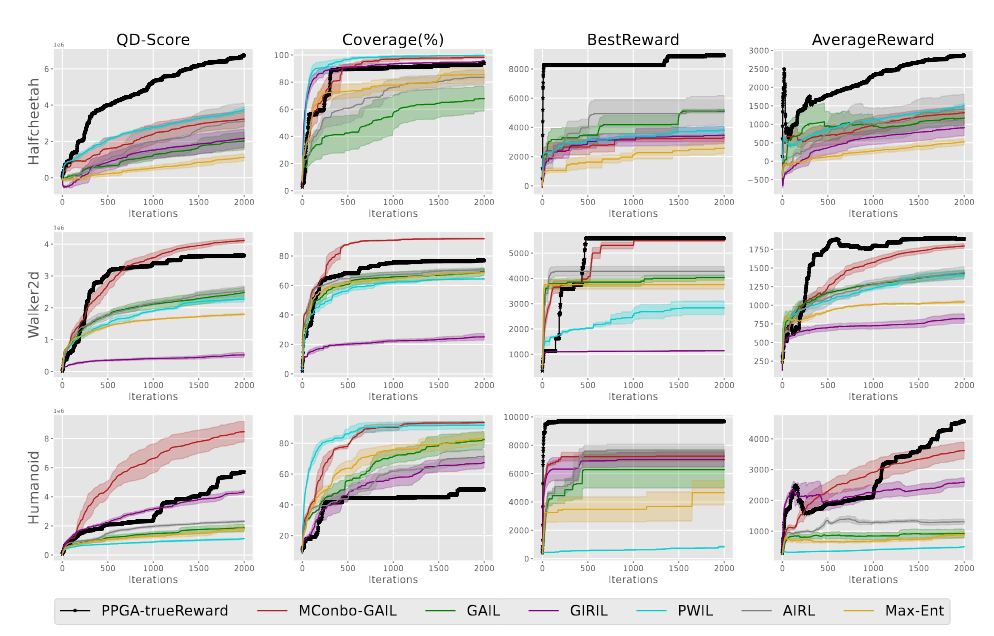 QD-Score Coverage(%) BestReward AverageReward
Halfcheetah
1e6
6 4 2 0
0 500 1000 1500 2000
Iterations
100 80 60 40 20 0
0 500 1000 1500 2000
Iterations
8000 6000 4000 2000 0
0 500 1000 1500 2000
Iterations
3000 2500 2000 1500 1000 500 0 −500
0 500 1000 1500 2000
Iterations
Walker2d
1e6
4 3 2 1 0
0 500 1000 1500 2000
Iterations
80 60 40 20 0
0 500 1000 1500 2000
Iterations
5000 4000 3000 2000 1000
0 500 1000 1500 2000
Iterations
1750 1500 1250 1000 750 500 250
0 500 1000 1500 2000
Iterations
Humanoid
1e6
8 6 4 2 0
0 500 1000 1500 2000
Iterations
80 60 40 20
0 500 1000 1500 2000
Iterations
10000 8000 6000 4000 2000 0
0 500 1000 1500 2000
Iterations
4000 3000 2000 1000
0 500 1000 1500 2000
Iterations
PPGA-trueReward MConbo-GAIL GAIL GIRIL PWIL AIRL Max-Ent